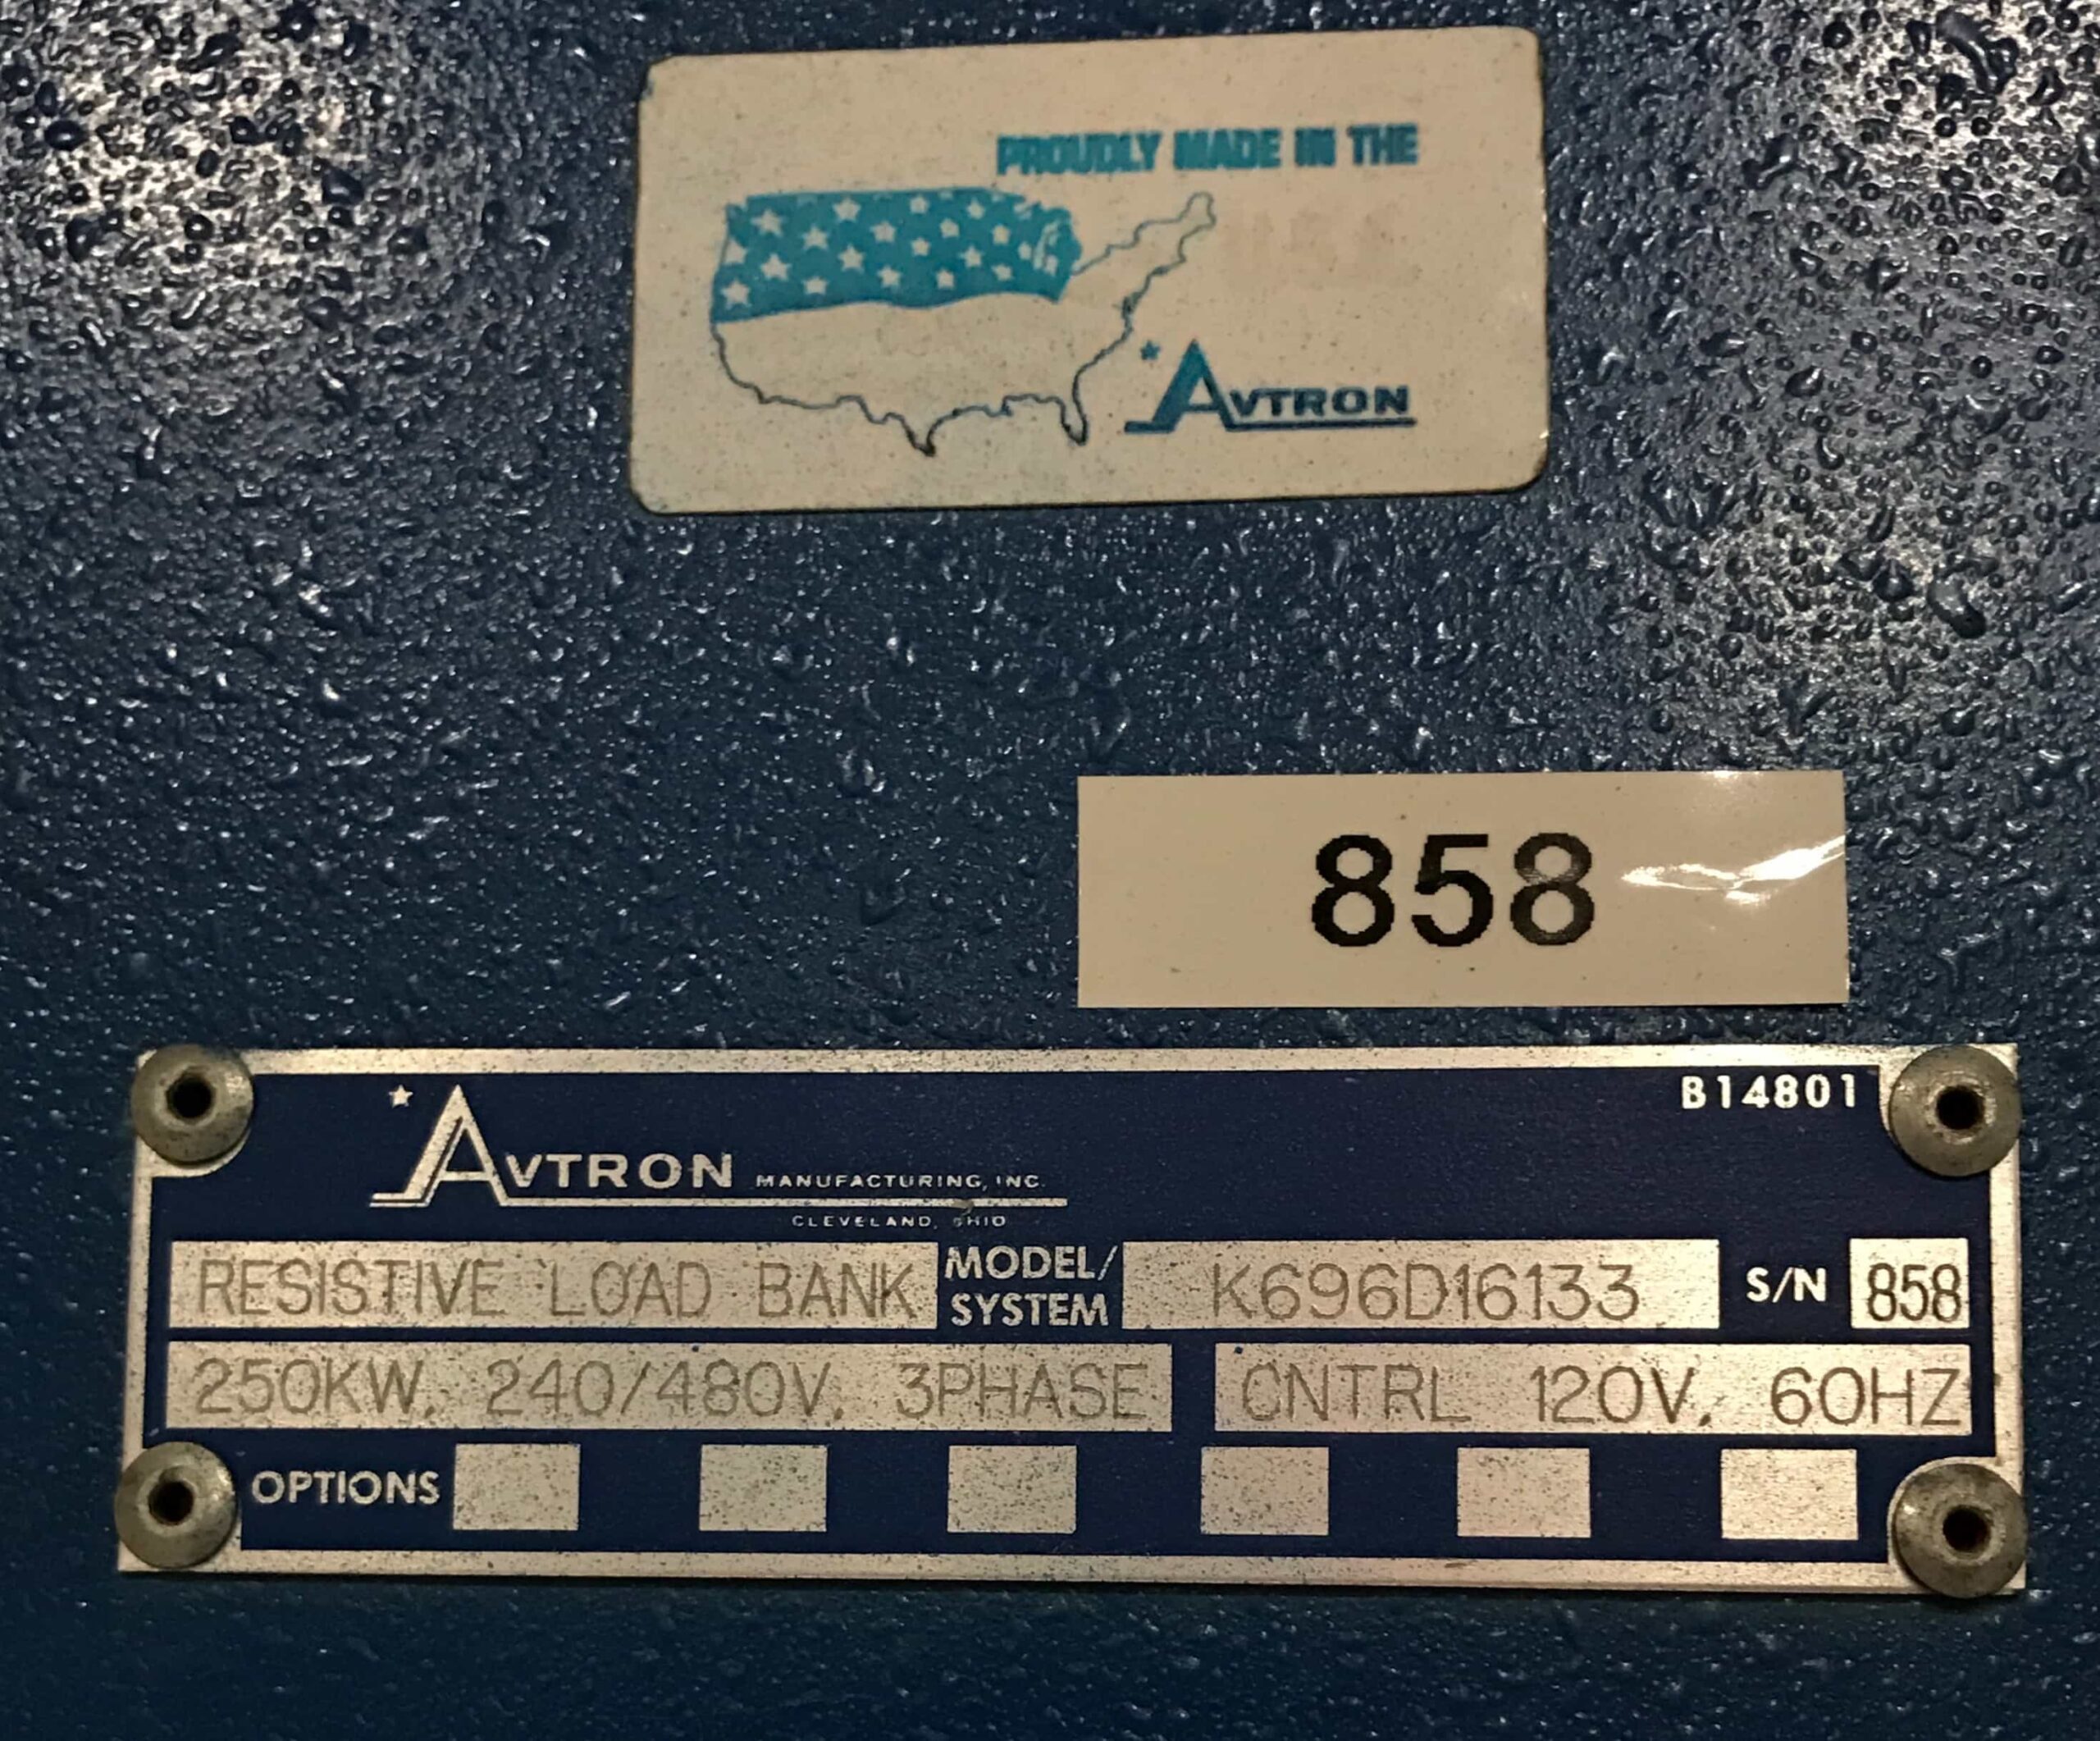 PROUDLY MADE IN THE
U.S.A.
AVTRON
858
B14801
AVTRON MANUFACTURING, INC.
CLEVELAND, OHIO
RESISTIVE LOAD BANK MODEL/SYSTEM K696D16133 S/N 858
250KW, 240/480V, 3PHASE CNTRL 120V, 60HZ
OPTIONS